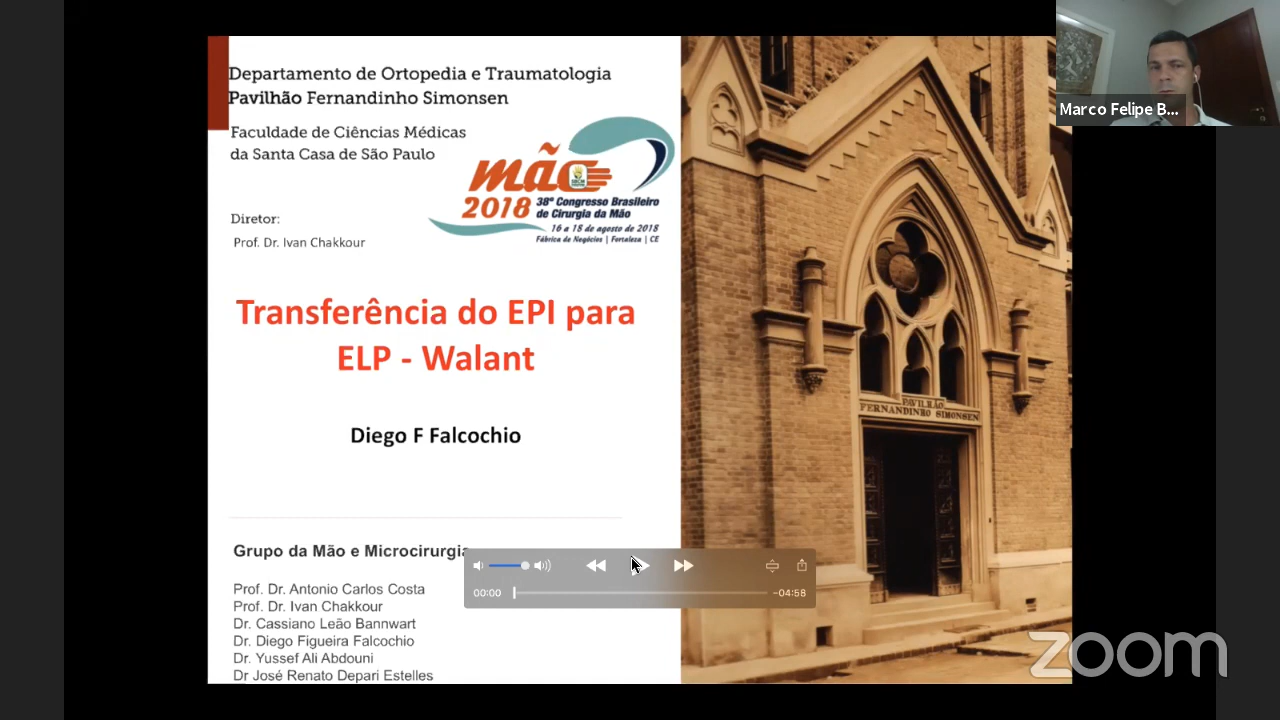 Departamento de Ortopedia e Traumatologia
Pavilhão Fernandinho Simonsen
Faculdade de Ciências Médicas
da Santa Casa de São Paulo
mão
2018
38º Congresso Brasileiro
de Cirurgia da Mão
16 a 18 de agosto de 2018
Fábrica de Negócios | Fortaleza | CE
Diretor:
Prof. Dr. Ivan Chakkour
Transferência do EPI para
ELP - Walant
Diego F Falcochio
Grupo da Mão e Microcirurgia
Prof. Dr. Antonio Carlos Costa
Prof. Dr. Ivan Chakkour
Dr. Cassiano Leão Bannwart
Dr. Diego Figueira Falcochio
Dr. Yussef Ali Abdouni
Dr José Renato Depari Estelles
00:00
-04:58
PAVILHÃO
FERNANDINHO SIMONSEN
Marco Felipe B...
zoom